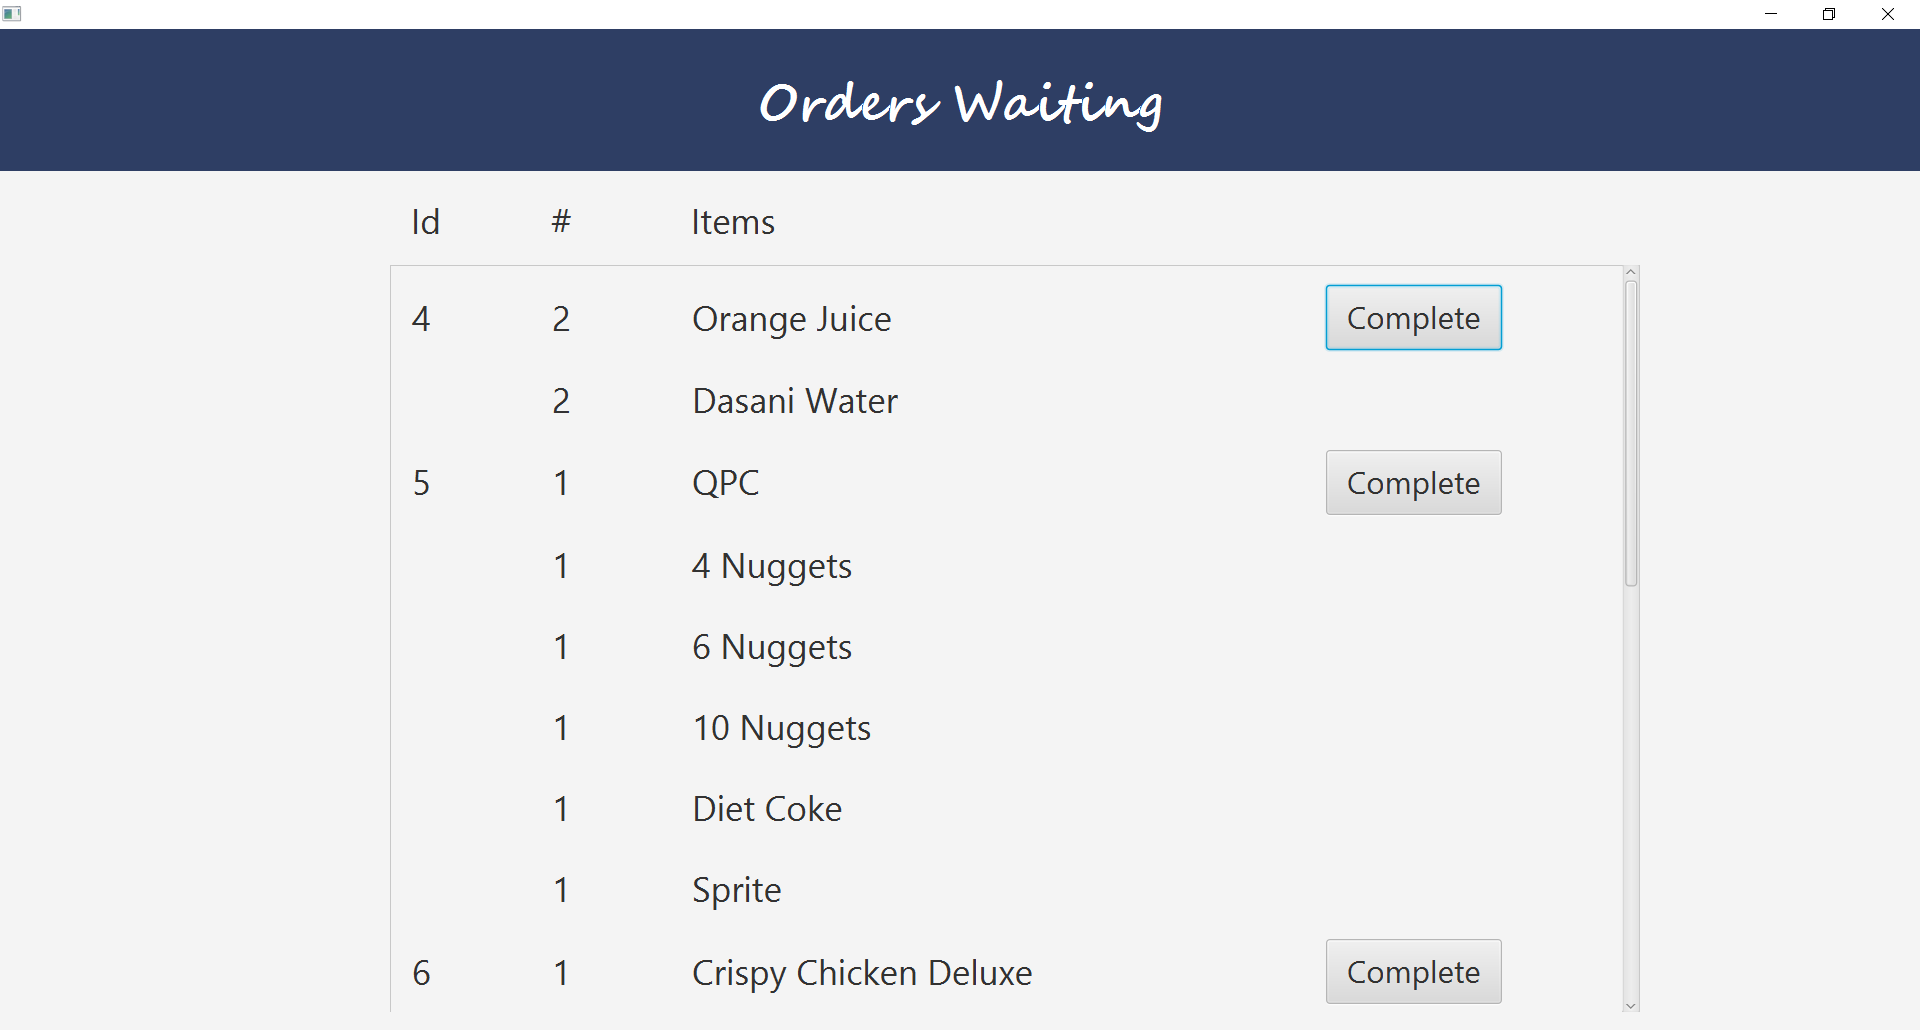 Orders Waiting
Id # Items
4 2 Orange Juice Complete
2 Dasani Water
5 1 QPC Complete
1 4 Nuggets
1 6 Nuggets
1 10 Nuggets
1 Diet Coke
1 Sprite
6 1 Crispy Chicken Deluxe Complete